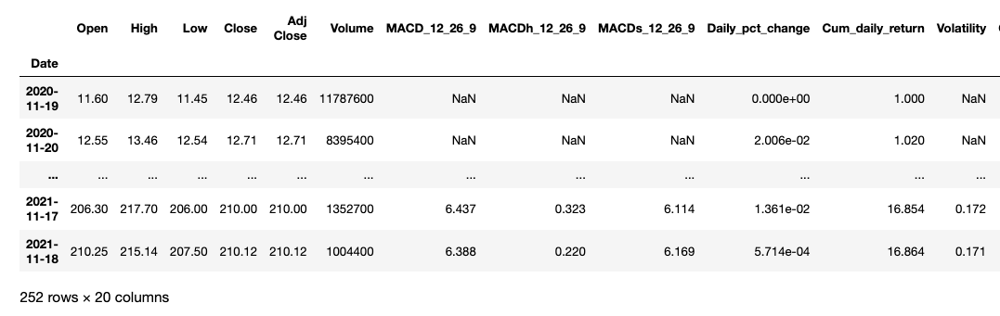 Open High Low Close Adj Close Volume MACD_12_26_9 MACDh_12_26_9 MACDs_12_26_9 Daily_pct_change Cum_daily_return Volatility
Date
2020-11-19 11.60 12.79 11.45 12.46 12.46 11787600 NaN NaN NaN 0.000e+00 1.000 NaN
2020-11-20 12.55 13.46 12.54 12.71 12.71 8395400 NaN NaN NaN 2.006e-02 1.020 NaN
... ... ... ... ... ... ... ... ... ... ... ... ...
2021-11-17 206.30 217.70 206.00 210.00 210.00 1352700 6.437 0.323 6.114 1.361e-02 16.854 0.172
2021-11-18 210.25 215.14 207.50 210.12 210.12 1004400 6.388 0.220 6.169 5.714e-04 16.864 0.171
252 rows × 20 columns